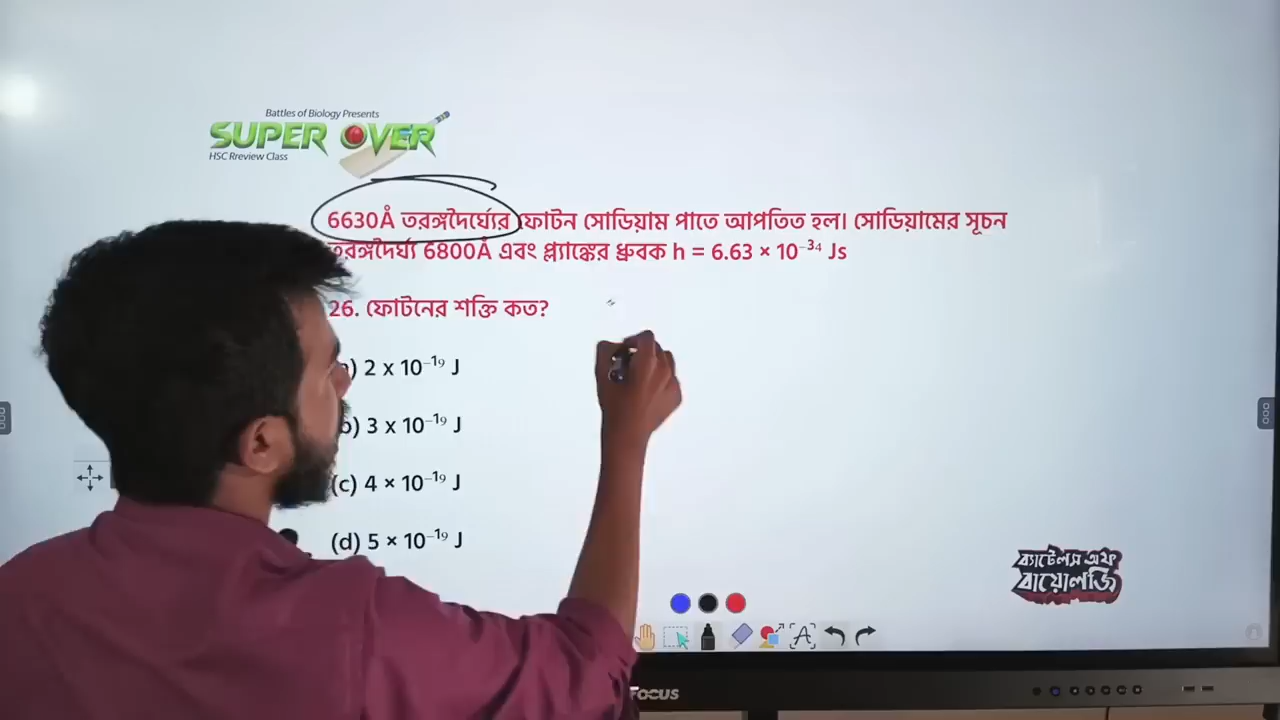 Battles of Biology Presents
SUPER OVER
HSC Rreview Class
6630Å তরঙ্গদৈর্ঘ্যের ফোটন সোডিয়াম পাতে আপতিত হল। সোডিয়ামের সূচন
তরঙ্গদৈর্ঘ্য 6800Å এবং প্ল্যাঙ্কের ধ্রুবক h = 6.63 × 10⁻³⁴ Js
26. ফোটনের শক্তি কত?
2 x 10⁻¹⁹ J
b) 3 x 10⁻¹⁹ J
(c) 4 × 10⁻¹⁹ J
(d) 5 × 10⁻¹⁹ J
ব্যাটেলস অফ
বায়োলজি
A
Focus